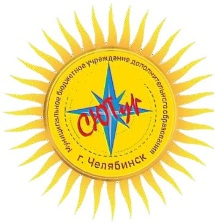 Муниципальное бюджетное учреждение дополнительного образования
СЮТур
г. Челябинск